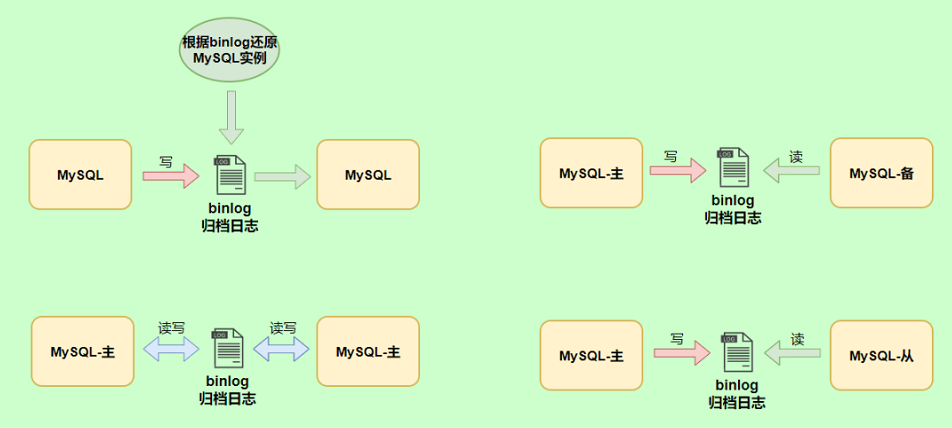 根据binlog还原
MySQL实例
MySQL
写
LOG
binlog
归档日志
MySQL
MySQL-主
写
LOG
binlog
归档日志
读
MySQL-备
MySQL-主
读写
LOG
binlog
归档日志
读写
MySQL-主
MySQL-主
写
LOG
binlog
归档日志
读
MySQL-从